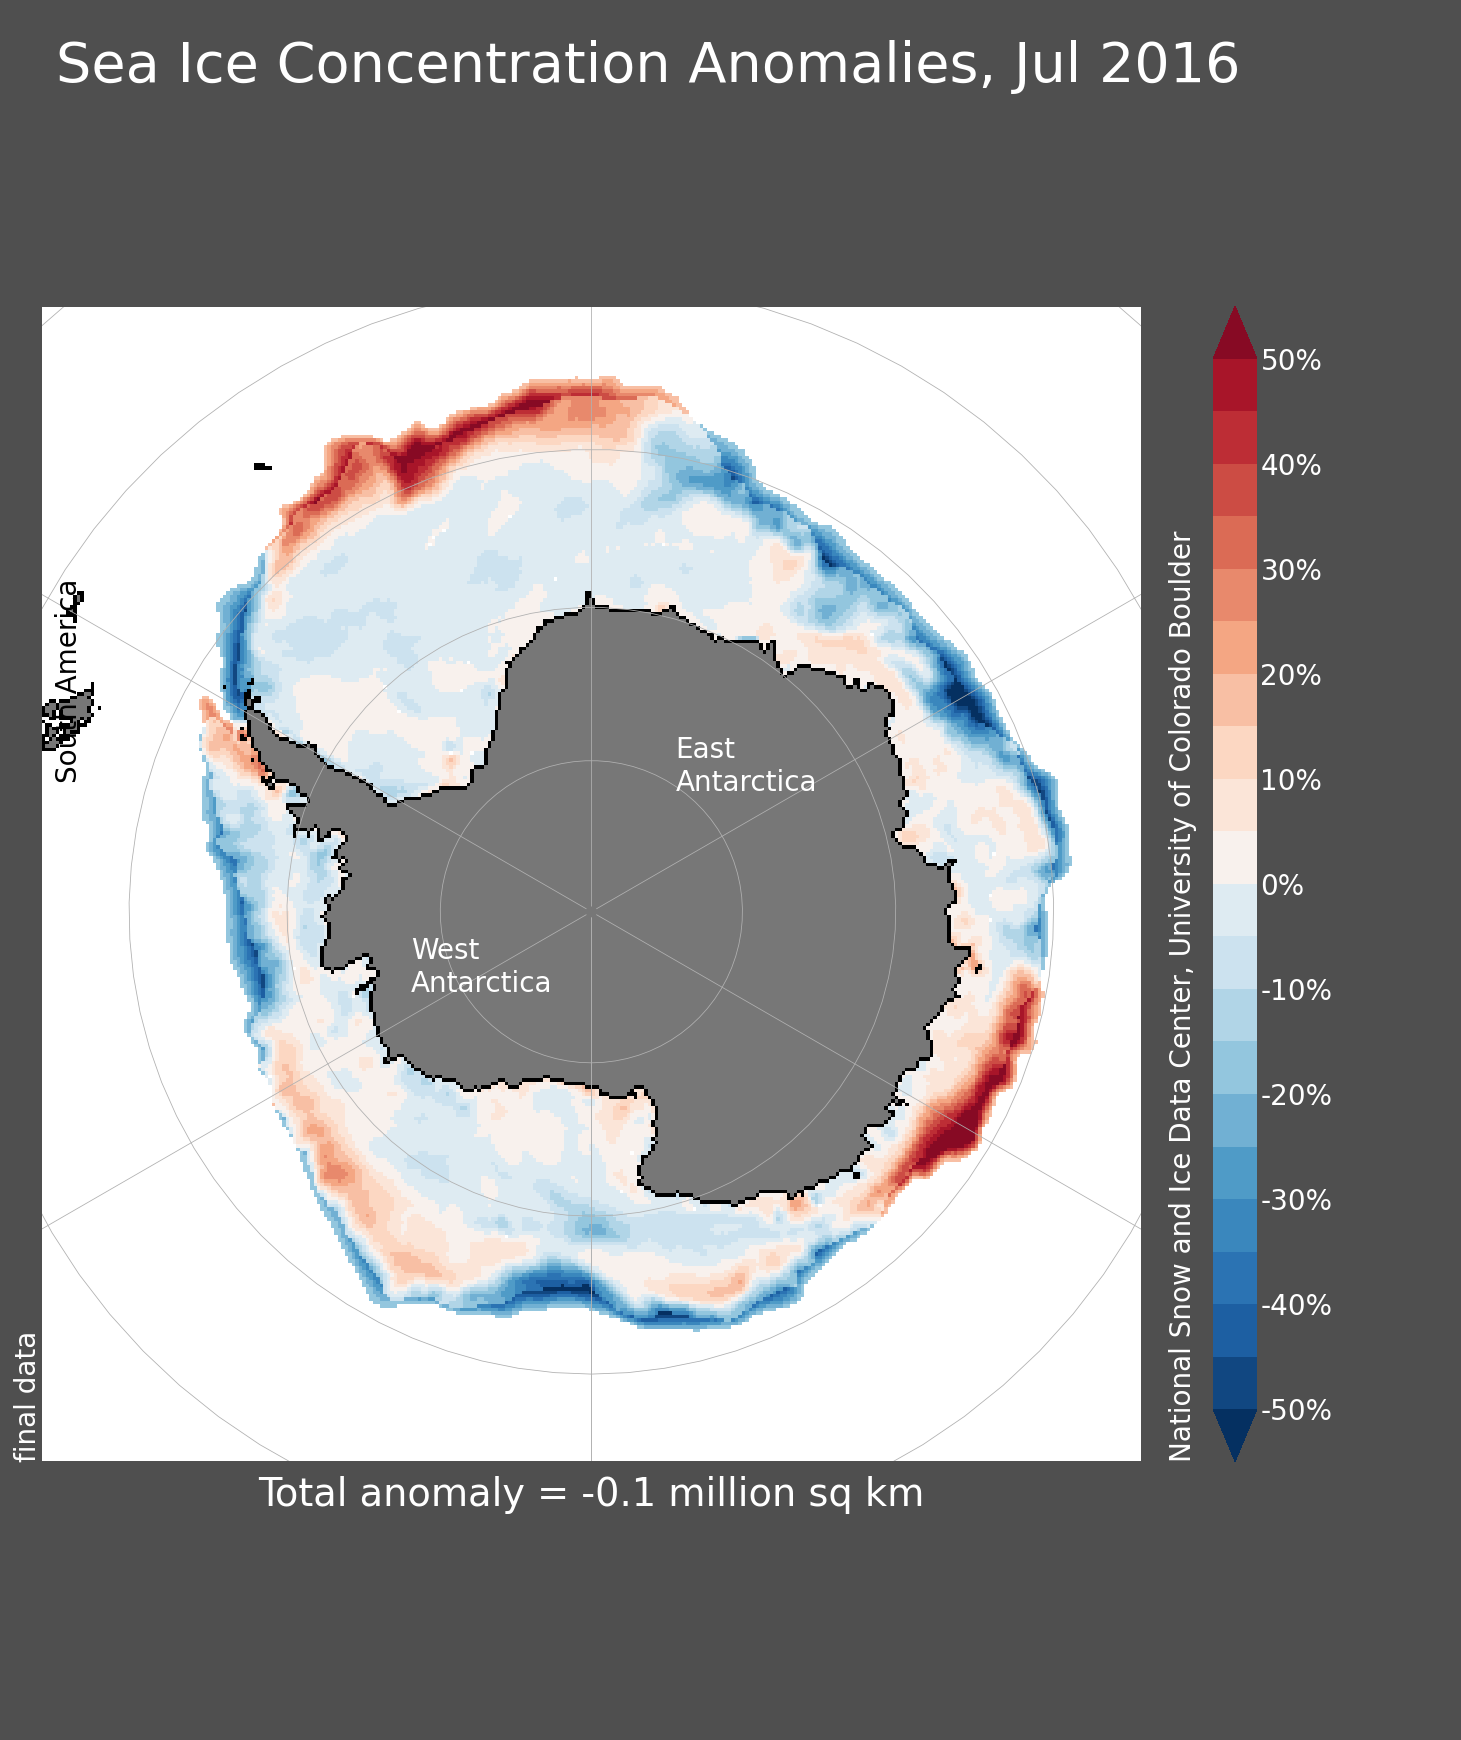 Sea Ice Concentration Anomalies, Jul 2016
South America
East
Antarctica
West
Antarctica
final data
National Snow and Ice Data Center, University of Colorado Boulder
50%
40%
30%
20%
10%
0%
-10%
-20%
-30%
-40%
-50%
Total anomaly = -0.1 million sq km